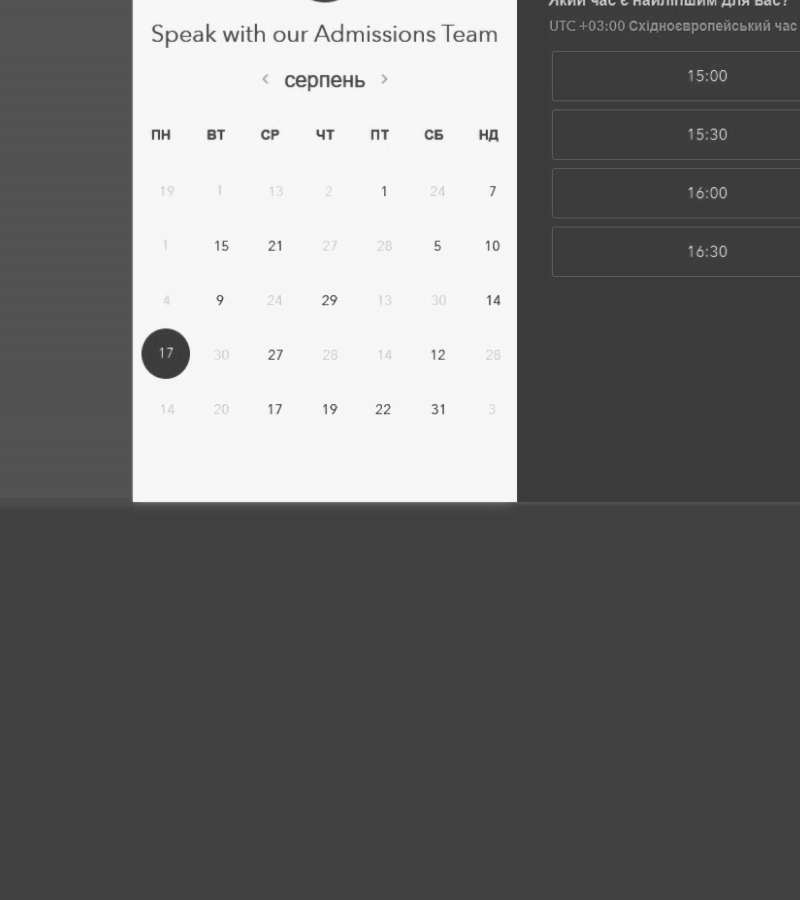 Speak with our Admissions Team
серпень
ПН ВТ СР ЧТ ПТ СБ НД
19 1 13 2 1 24 7
1 15 21 27 28 5 10
4 9 24 29 13 30 14
17 30 27 28 14 12 28
14 20 17 19 22 31 3
Який час є найліпшим для вас?
UTC +03:00 Східноєвропейський час
15:00
15:30
16:00
16:30